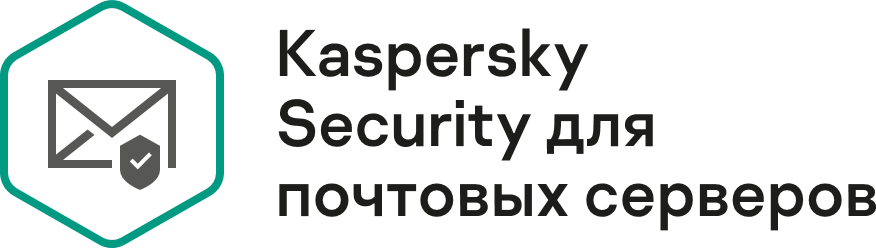 Kaspersky
Security для
почтовых серверов